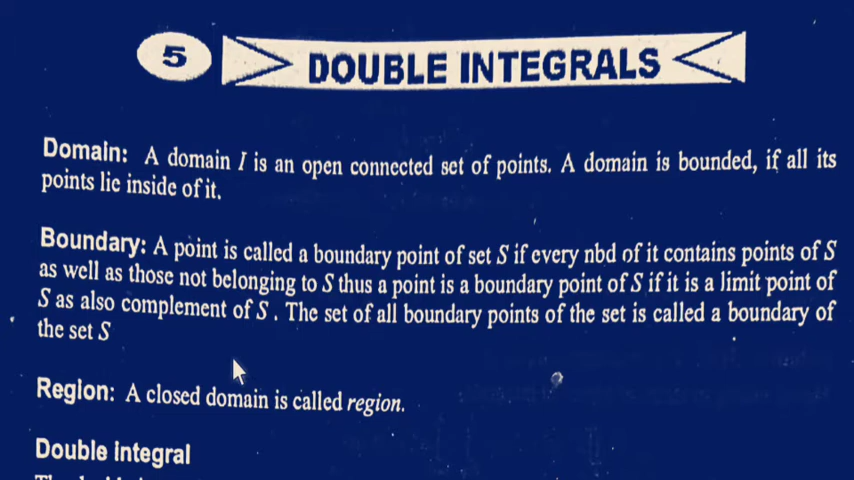 5 DOUBLE INTEGRALS
Domain: A domain I is an open connected set of points. A domain is bounded, if all its
points lie inside of it.
Boundary: A point is called a boundary point of set S if every nbd of it contains points of S
as well as those not belonging to S thus a point is a boundary point of S if it is a limit point of
S as also complement of S . The set of all boundary points of the set is called a boundary of
the set S
Region: A closed domain is called region.
Double integral